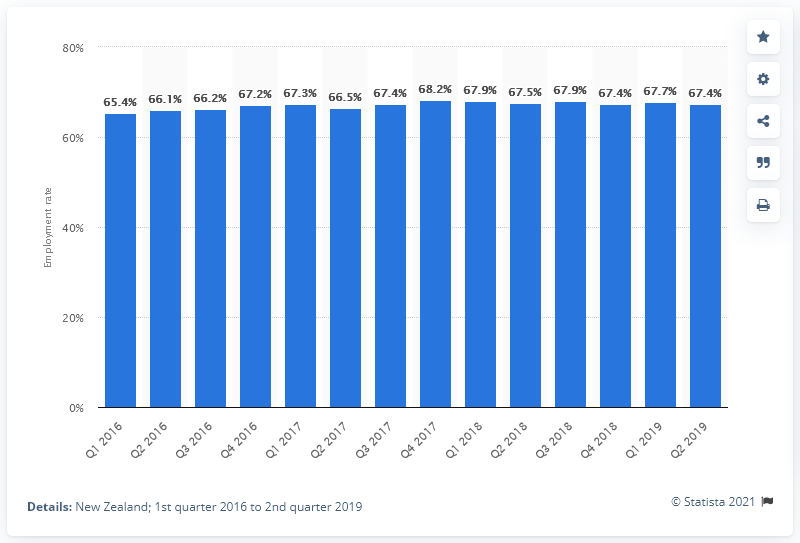 80%
60%
40%
20%
0%
Employment rate
65.4%
66.1%
66.2%
67.2%
67.3%
66.5%
67.4%
68.2%
67.9%
67.5%
67.9%
67.4%
67.7%
67.4%
Q1 2016
Q2 2016
Q3 2016
Q4 2016
Q1 2017
Q2 2017
Q3 2017
Q4 2017
Q1 2018
Q2 2018
Q3 2018
Q4 2018
Q1 2019
Q2 2019
Details: New Zealand; 1st quarter 2016 to 2nd quarter 2019
© Statista 2021